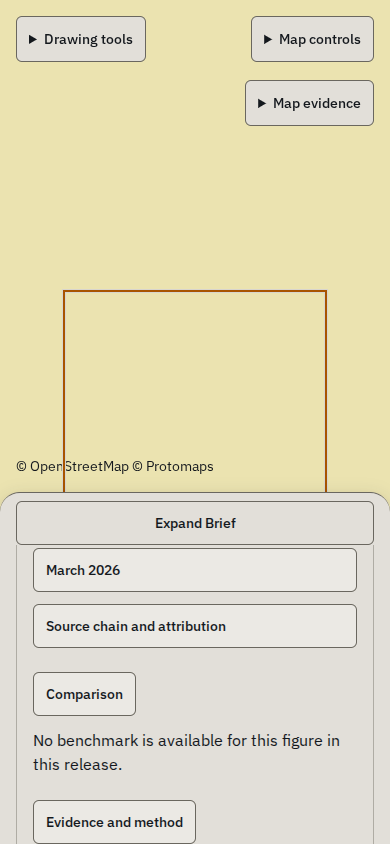 ▶ Drawing tools
▶ Map controls
▶ Map evidence
© OpenStreetMap © Protomaps
Expand Brief
March 2026
Source chain and attribution
Comparison
No benchmark is available for this figure in
this release.
Evidence and method